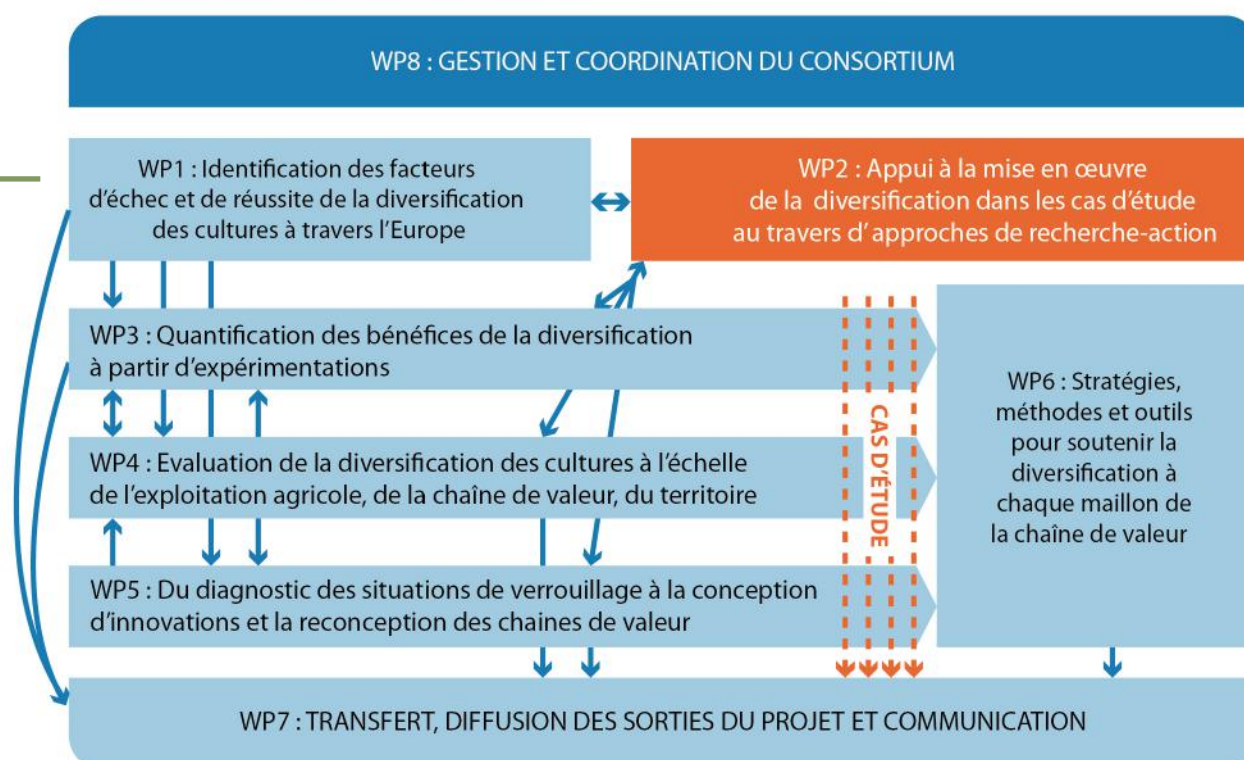 WP8 : GESTION ET COORDINATION DU CONSORTIUM
WP1 : Identification des facteurs
d'échec et de réussite de la diversification
des cultures à travers l'Europe
WP2 : Appui à la mise en œuvre
de la diversification dans les cas d'étude
au travers d'approches de recherche-action
WP3 : Quantification des bénéfices de la diversification
à partir d'expérimentations
WP4 : Evaluation de la diversification des cultures à l'échelle
de l'exploitation agricole, de la chaîne de valeur, du territoire
WP5 : Du diagnostic des situations de verrouillage à la conception
d'innovations et la reconception des chaines de valeur
CAS D'ÉTUDE
WP6 : Stratégies,
méthodes et outils
pour soutenir la
diversification à
chaque maillon de
la chaîne de valeur
WP7 : TRANSFERT, DIFFUSION DES SORTIES DU PROJET ET COMMUNICATION